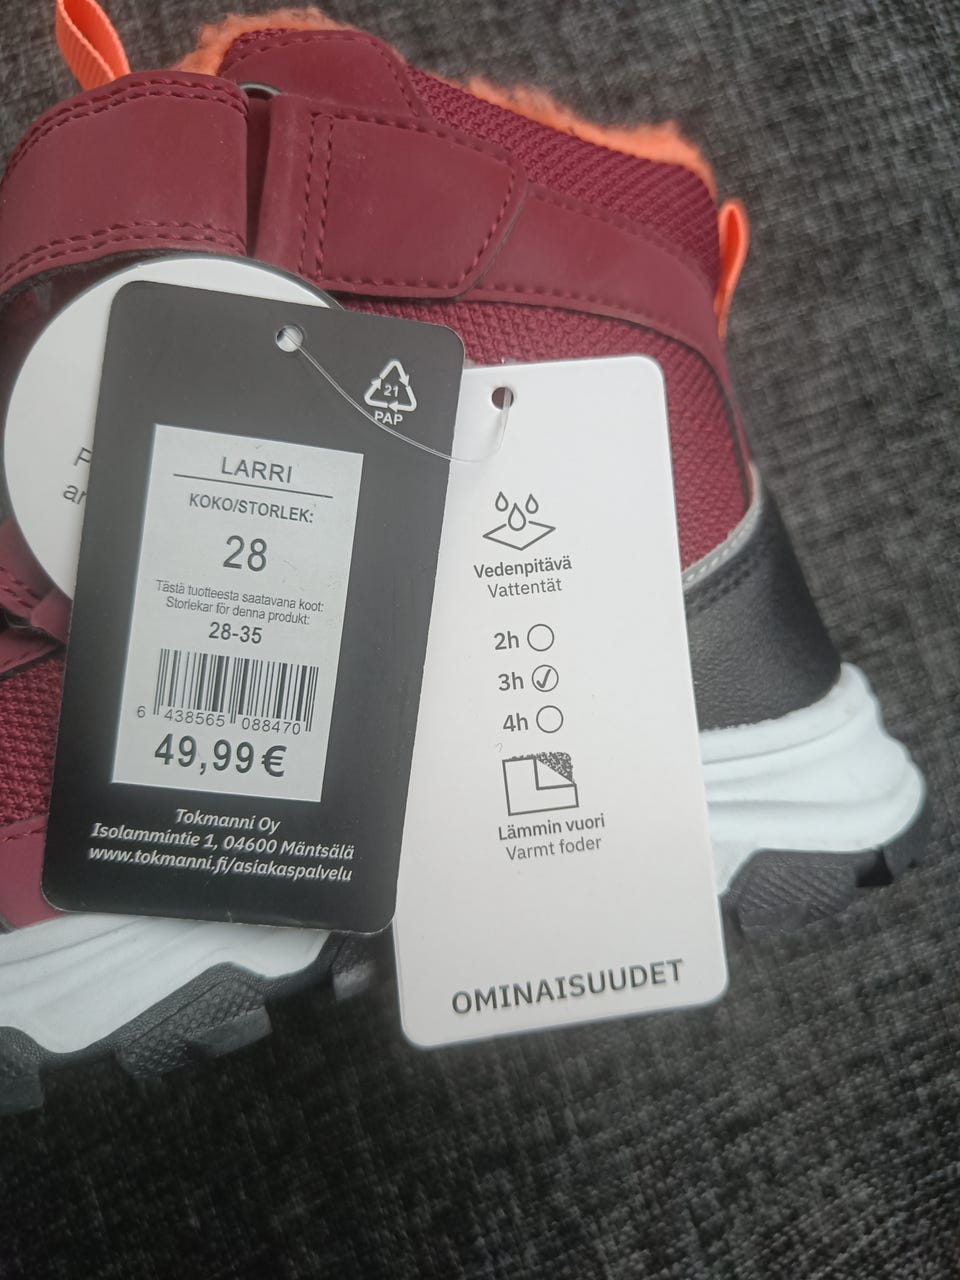 21
PAP
LARRI
KOKO/STORLEK:
28
Tästä tuotteesta saatavana koot:
Storlekar för denna produkt:
28-35
6 438565 088470
49,99 €
Tokmanni Oy
Isolammintie 1, 04600 Mäntsälä
www.tokmanni.fi/asiakaspalvelu
Vedenpitävä
Vattentät
2h
3h
4h
Lämmin vuori
Varmt foder
OMINAISUUDET